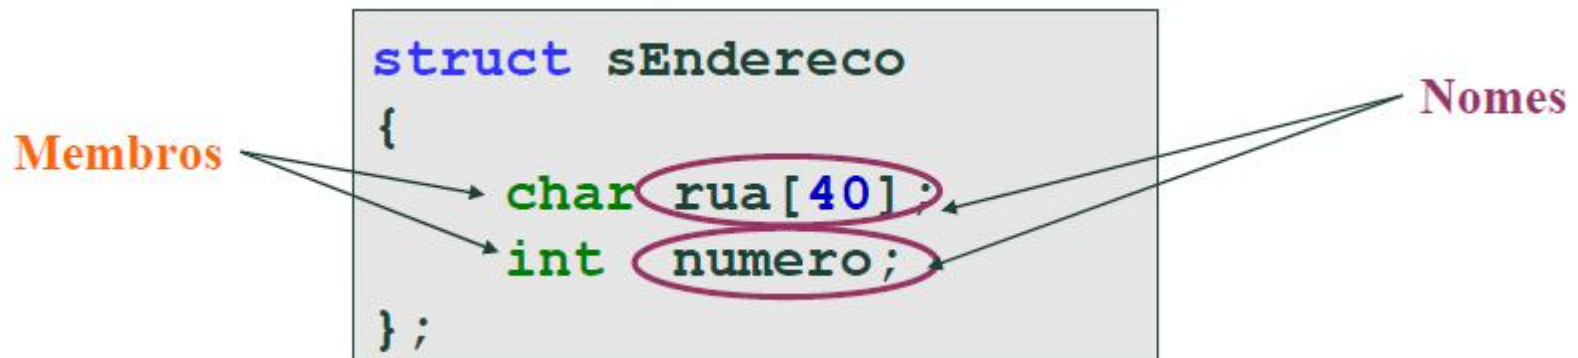 struct sEndereco
{
Membros
Nomes
char rua[40];
int numero;
};